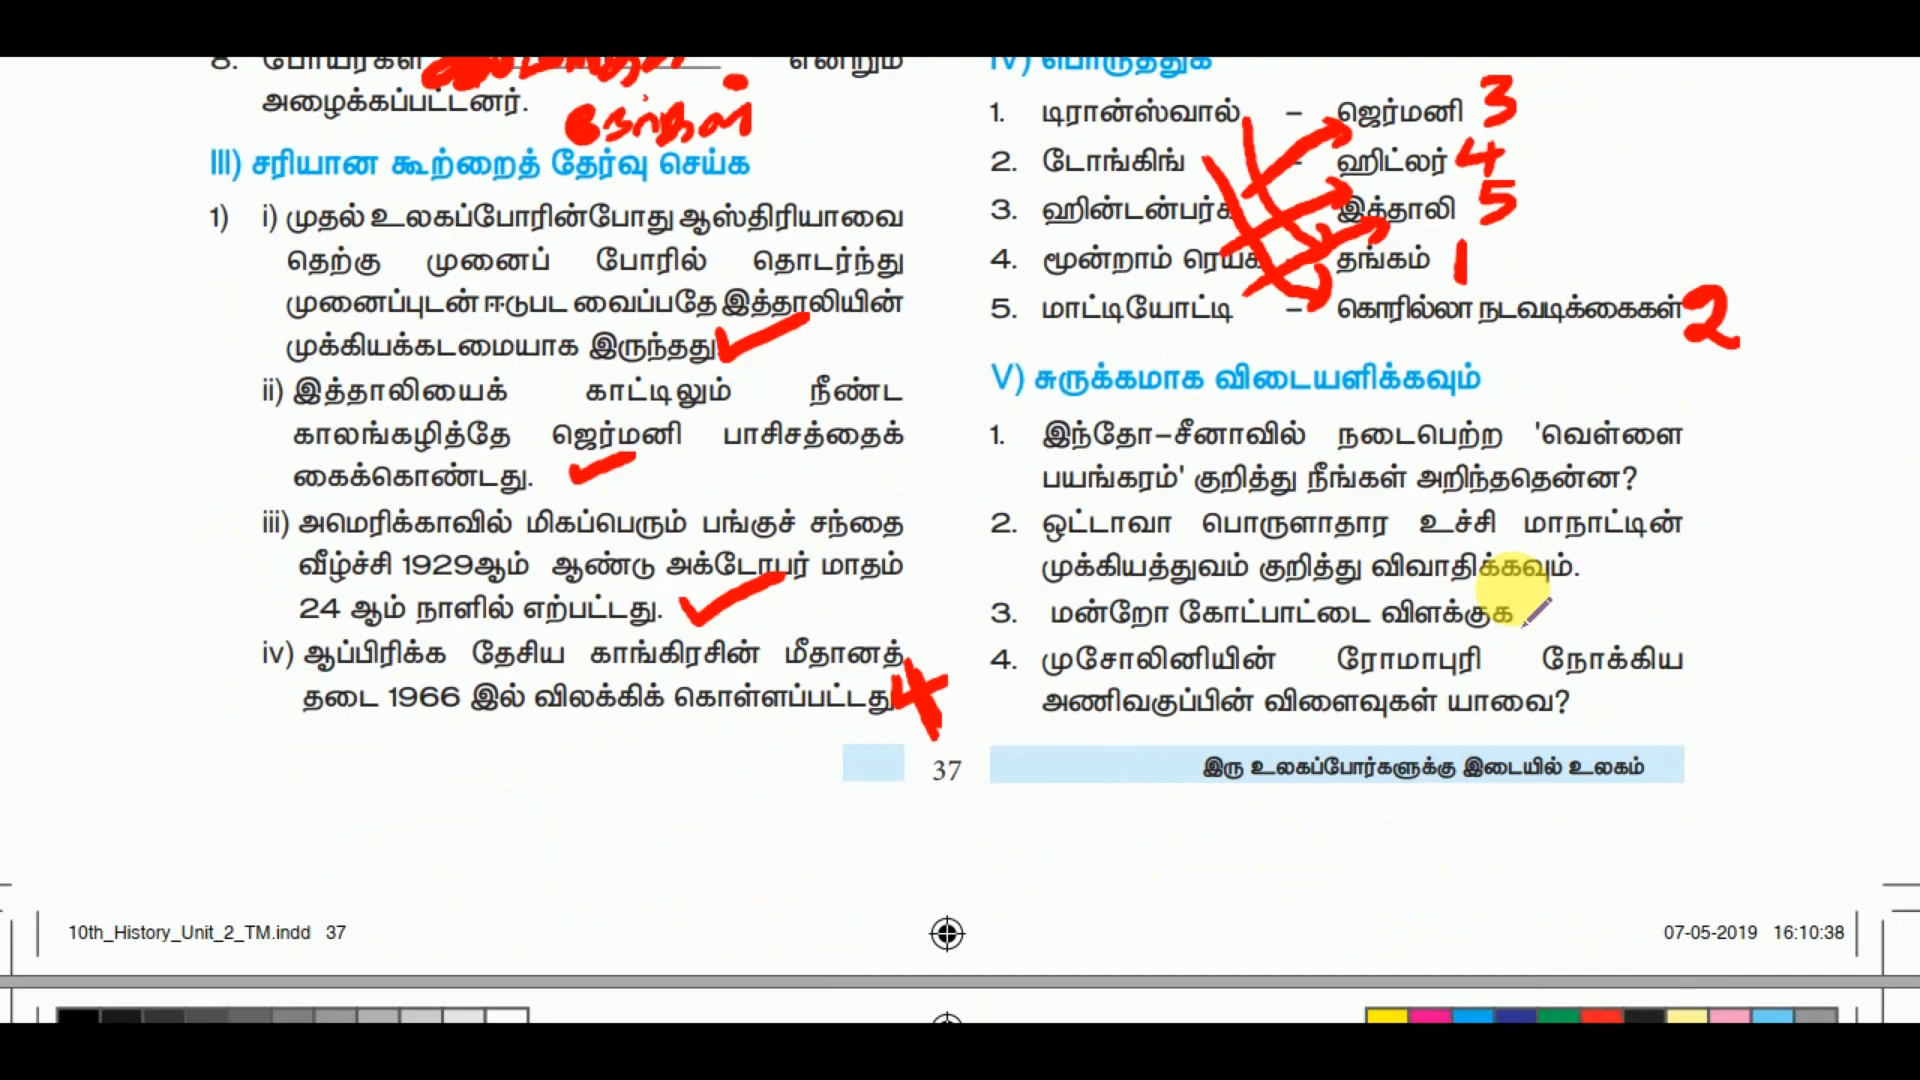 8. போயர்கள் என்றும்
அழைக்கப்பட்டனர்.
III) சரியான கூற்றைத் தேர்வு செய்க
1) i) முதல் உலகப்போரின்போது ஆஸ்திரியாவை
தெற்கு முனைப் போரில் தொடர்ந்து
முனைப்புடன் ஈடுபட வைப்பதே இத்தாலியின்
முக்கியக்கடமையாக இருந்தது
ii) இத்தாலியைக் காட்டிலும் நீண்ட
காலங்கழித்தே ஜெர்மனி பாசிசத்தைக்
கைக்கொண்டது.
iii) அமெரிக்காவில் மிகப்பெரும் பங்குச் சந்தை
வீழ்ச்சி 1929ஆம் ஆண்டு அக்டோபர் மாதம்
24 ஆம் நாளில் ஏற்பட்டது.
iv) ஆப்பிரிக்க தேசிய காங்கிரசின் மீதானத்
தடை 1966 இல் விலக்கிக் கொள்ளப்பட்டது
37
IV) பொருத்துக
1. டிரான்ஸ்வால் – ஜெர்மனி 3
2. டோங்கிங் – ஹிட்லர் 4
3. ஹின்டன்பர்க் இத்தாலி 5
4. மூன்றாம் ரெய்க் தங்கம் 1
5. மாட்டியோட்டி – கொரில்லா நடவடிக்கைகள் 2
V) சுருக்கமாக விடையளிக்கவும்
1. இந்தோ–சீனாவில் நடைபெற்ற 'வெள்ளை
பயங்கரம்' குறித்து நீங்கள் அறிந்ததென்ன?
2. ஒட்டாவா பொருளாதார உச்சி மாநாட்டின்
முக்கியத்துவம் குறித்து விவாதிக்கவும்.
3. மன்றோ கோட்பாட்டை விளக்குக
4. முசோலினியின் ரோமாபுரி நோக்கிய
அணிவகுப்பின் விளைவுகள் யாவை?
இரு உலகப்போர்களுக்கு இடையில் உலகம்
10th_History_Unit_2_TM.indd 37
07-05-2019 16:10:38